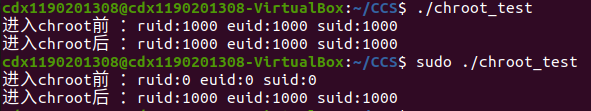 cdx1190201308@cdx1190201308-VirtualBox:~/CCS$ ./chroot_test
进入chroot前 : ruid:1000 euid:1000 suid:1000
进入chroot后 : ruid:1000 euid:1000 suid:1000
cdx1190201308@cdx1190201308-VirtualBox:~/CCS$ sudo ./chroot_test
进入chroot前 : ruid:0 euid:0 suid:0
进入chroot后 : ruid:1000 euid:1000 suid:1000